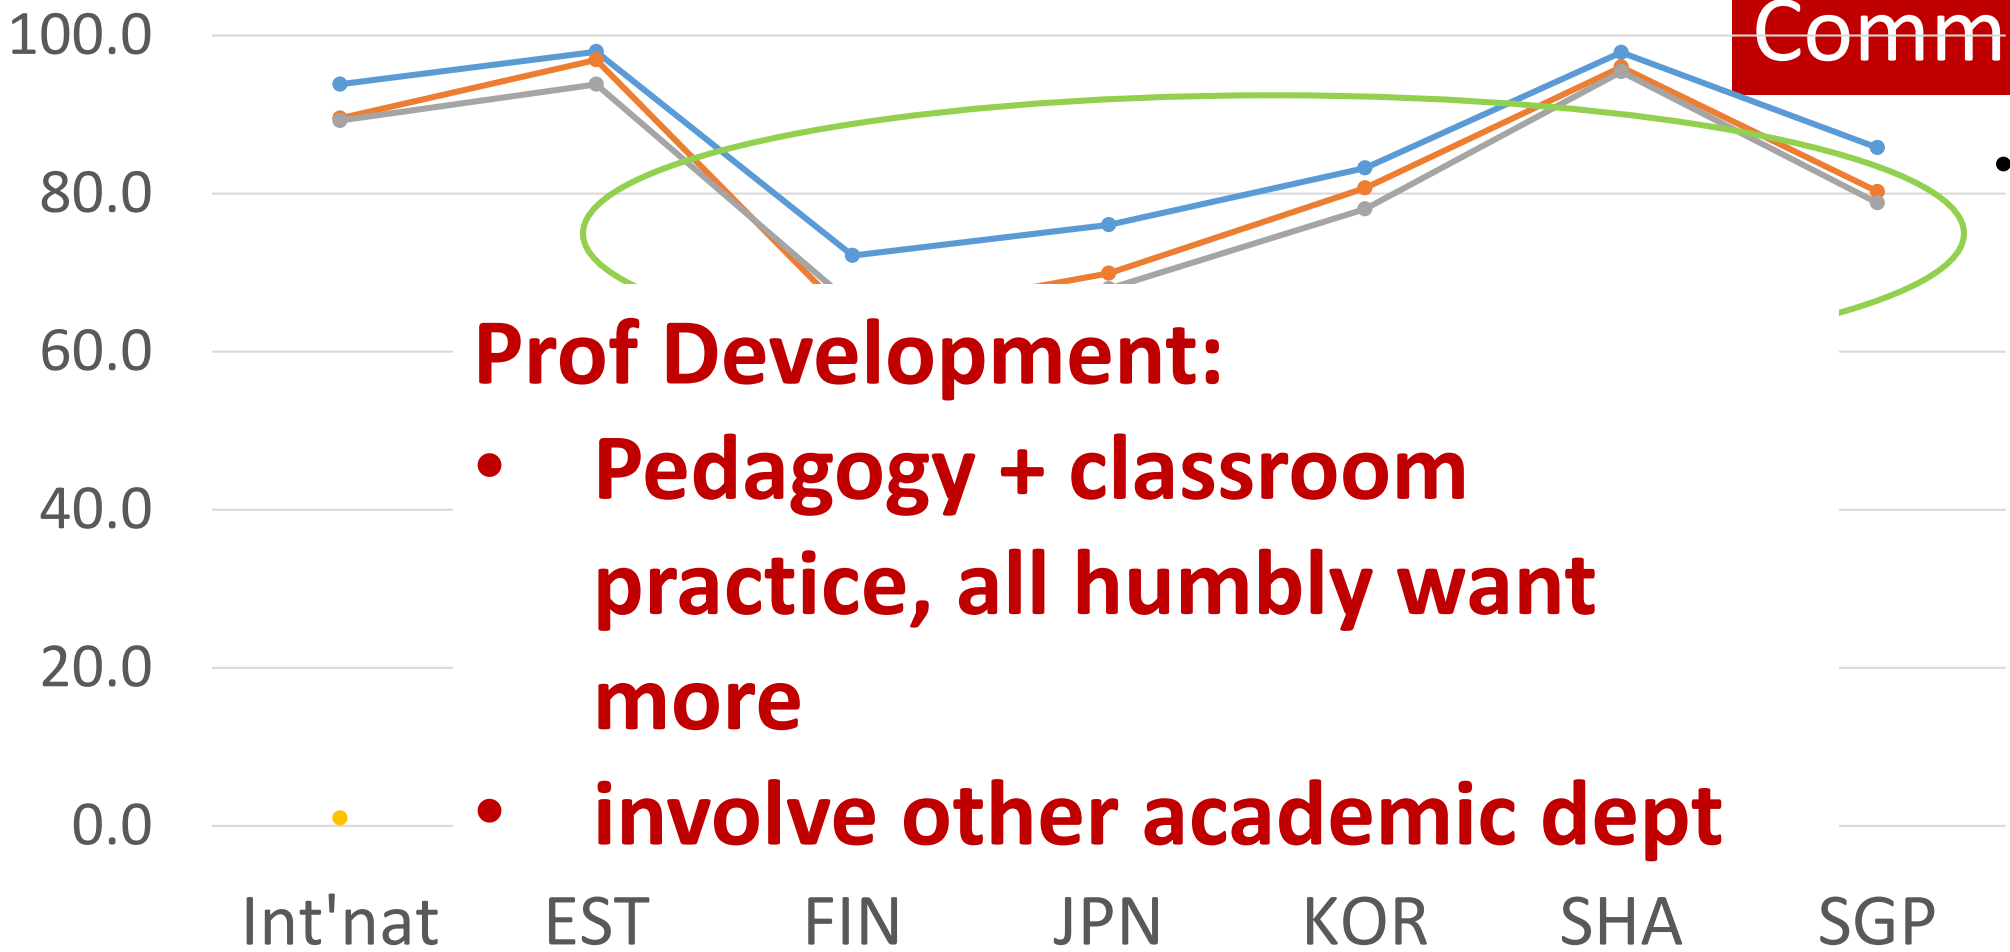 Comm
100.0
80.0
60.0
40.0
20.0
0.0
Prof Development:
• Pedagogy + classroom
practice, all humbly want
more
• involve other academic dept
Int'nat EST FIN JPN KOR SHA SGP